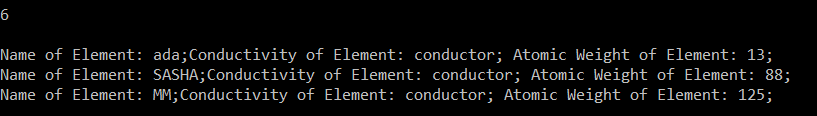 6
Name of Element: ada;Conductivity of Element: conductor; Atomic Weight of Element: 13;
Name of Element: SASHA;Conductivity of Element: conductor; Atomic Weight of Element: 88;
Name of Element: MM;Conductivity of Element: conductor; Atomic Weight of Element: 125;